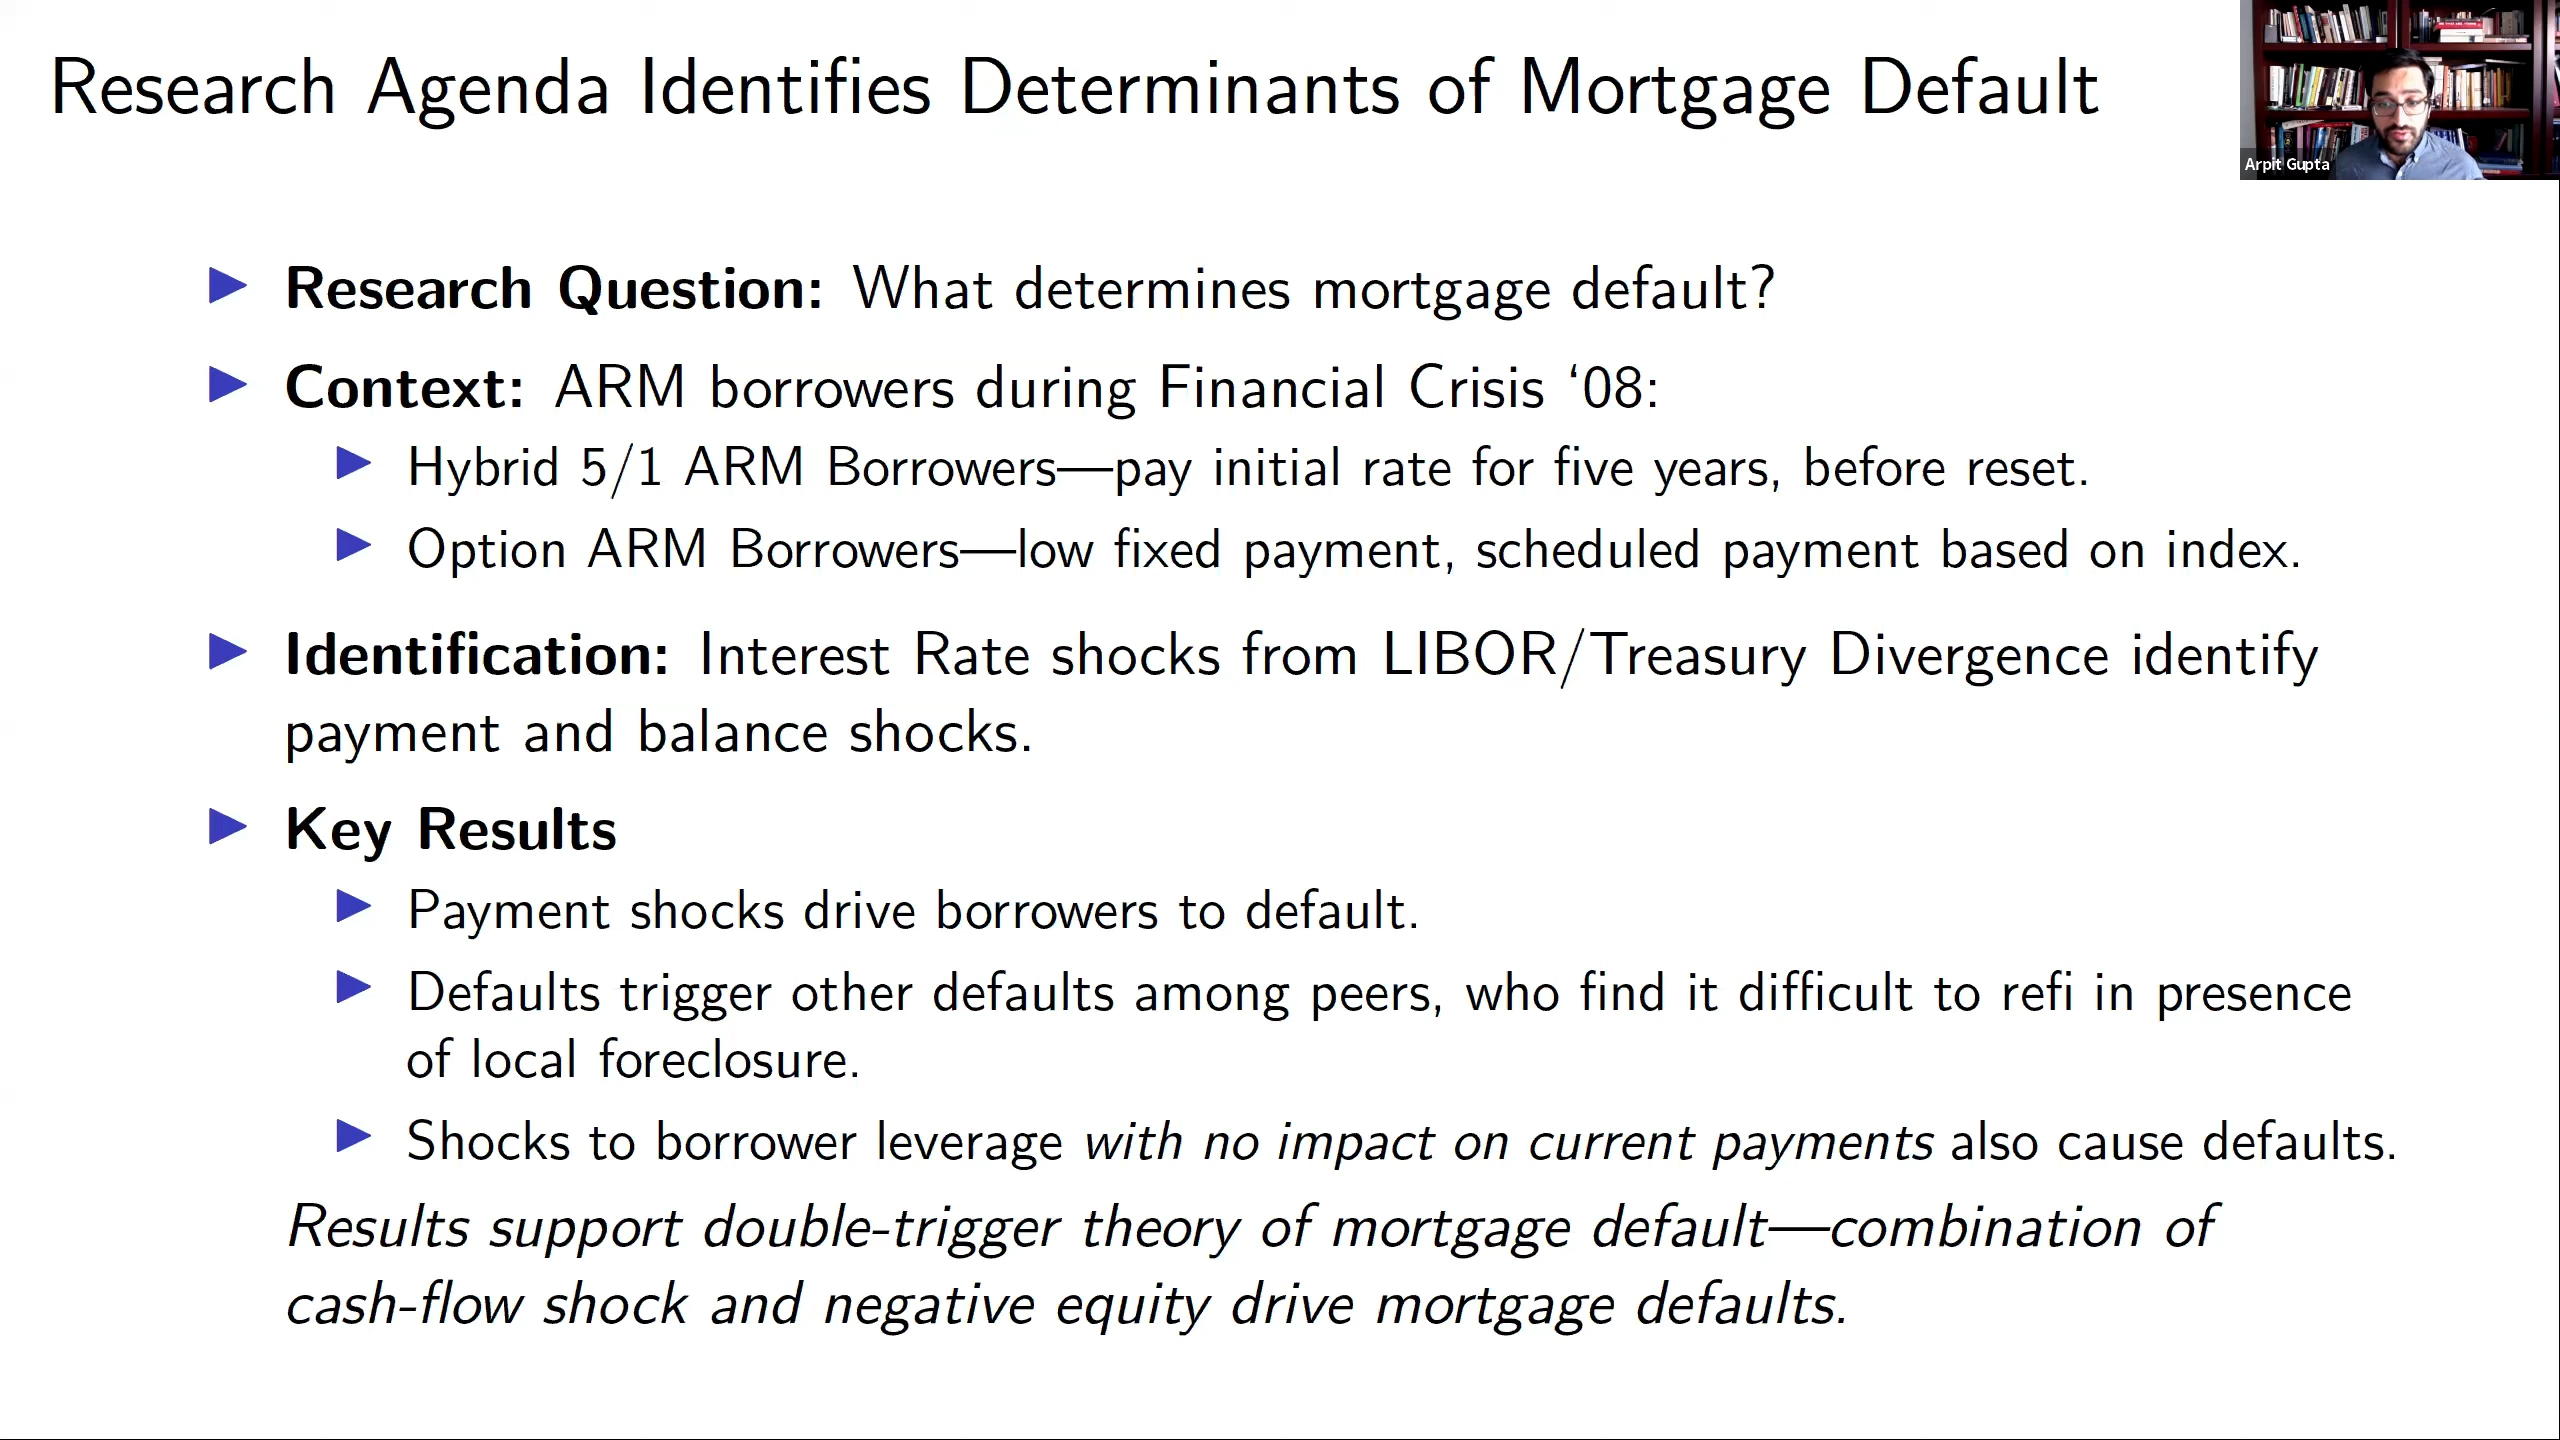 Research Agenda Identifies Determinants of Mortgage Default
Arpit Gupta
Research Question: What determines mortgage default?
Context: ARM borrowers during Financial Crisis ‘08:
Hybrid 5/1 ARM Borrowers—pay initial rate for five years, before reset.
Option ARM Borrowers—low fixed payment, scheduled payment based on index.
Identification: Interest Rate shocks from LIBOR/Treasury Divergence identify
payment and balance shocks.
Key Results
Payment shocks drive borrowers to default.
Defaults trigger other defaults among peers, who find it difficult to refi in presence
of local foreclosure.
Shocks to borrower leverage with no impact on current payments also cause defaults.
Results support double-trigger theory of mortgage default—combination of
cash-flow shock and negative equity drive mortgage defaults.